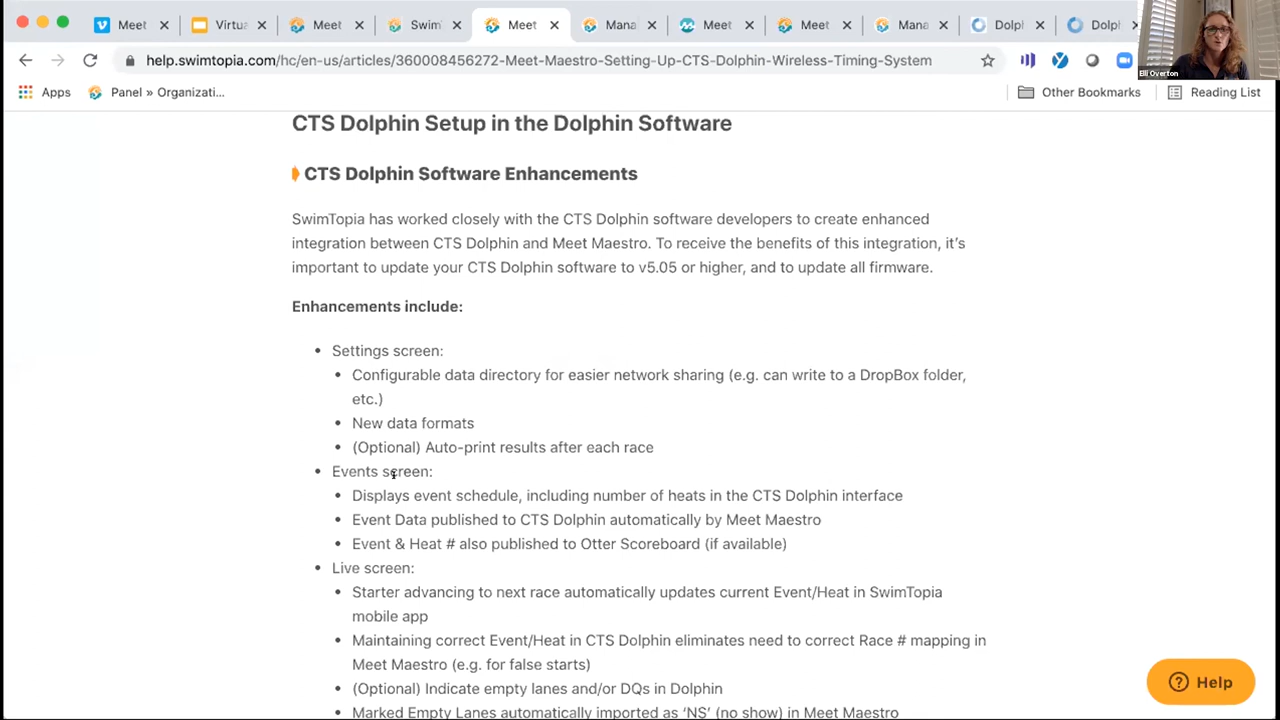 Meet
Virtua
Meet
Swim
Meet
Mana
Meet
Meet
Mana
Dolph
Dolph
help.swimtopia.com/hc/en-us/articles/360008456272-Meet-Maestro-Setting-Up-CTS-Dolphin-Wireless-Timing-System
Elli Overton
Apps
Panel » Organizati...
Other Bookmarks
Reading List
CTS Dolphin Setup in the Dolphin Software
CTS Dolphin Software Enhancements
SwimTopia has worked closely with the CTS Dolphin software developers to create enhanced
integration between CTS Dolphin and Meet Maestro. To receive the benefits of this integration, it's
important to update your CTS Dolphin software to v5.05 or higher, and to update all firmware.
Enhancements include:
• Settings screen:
• Configurable data directory for easier network sharing (e.g. can write to a DropBox folder,
etc.)
• New data formats
• (Optional) Auto-print results after each race
• Events screen:
• Displays event schedule, including number of heats in the CTS Dolphin interface
• Event Data published to CTS Dolphin automatically by Meet Maestro
• Event & Heat # also published to Otter Scoreboard (if available)
• Live screen:
• Starter advancing to next race automatically updates current Event/Heat in SwimTopia
mobile app
• Maintaining correct Event/Heat in CTS Dolphin eliminates need to correct Race # mapping in
Meet Maestro (e.g. for false starts)
• (Optional) Indicate empty lanes and/or DQs in Dolphin
• Marked Empty Lanes automatically imported as 'NS' (no show) in Meet Maestro
Help